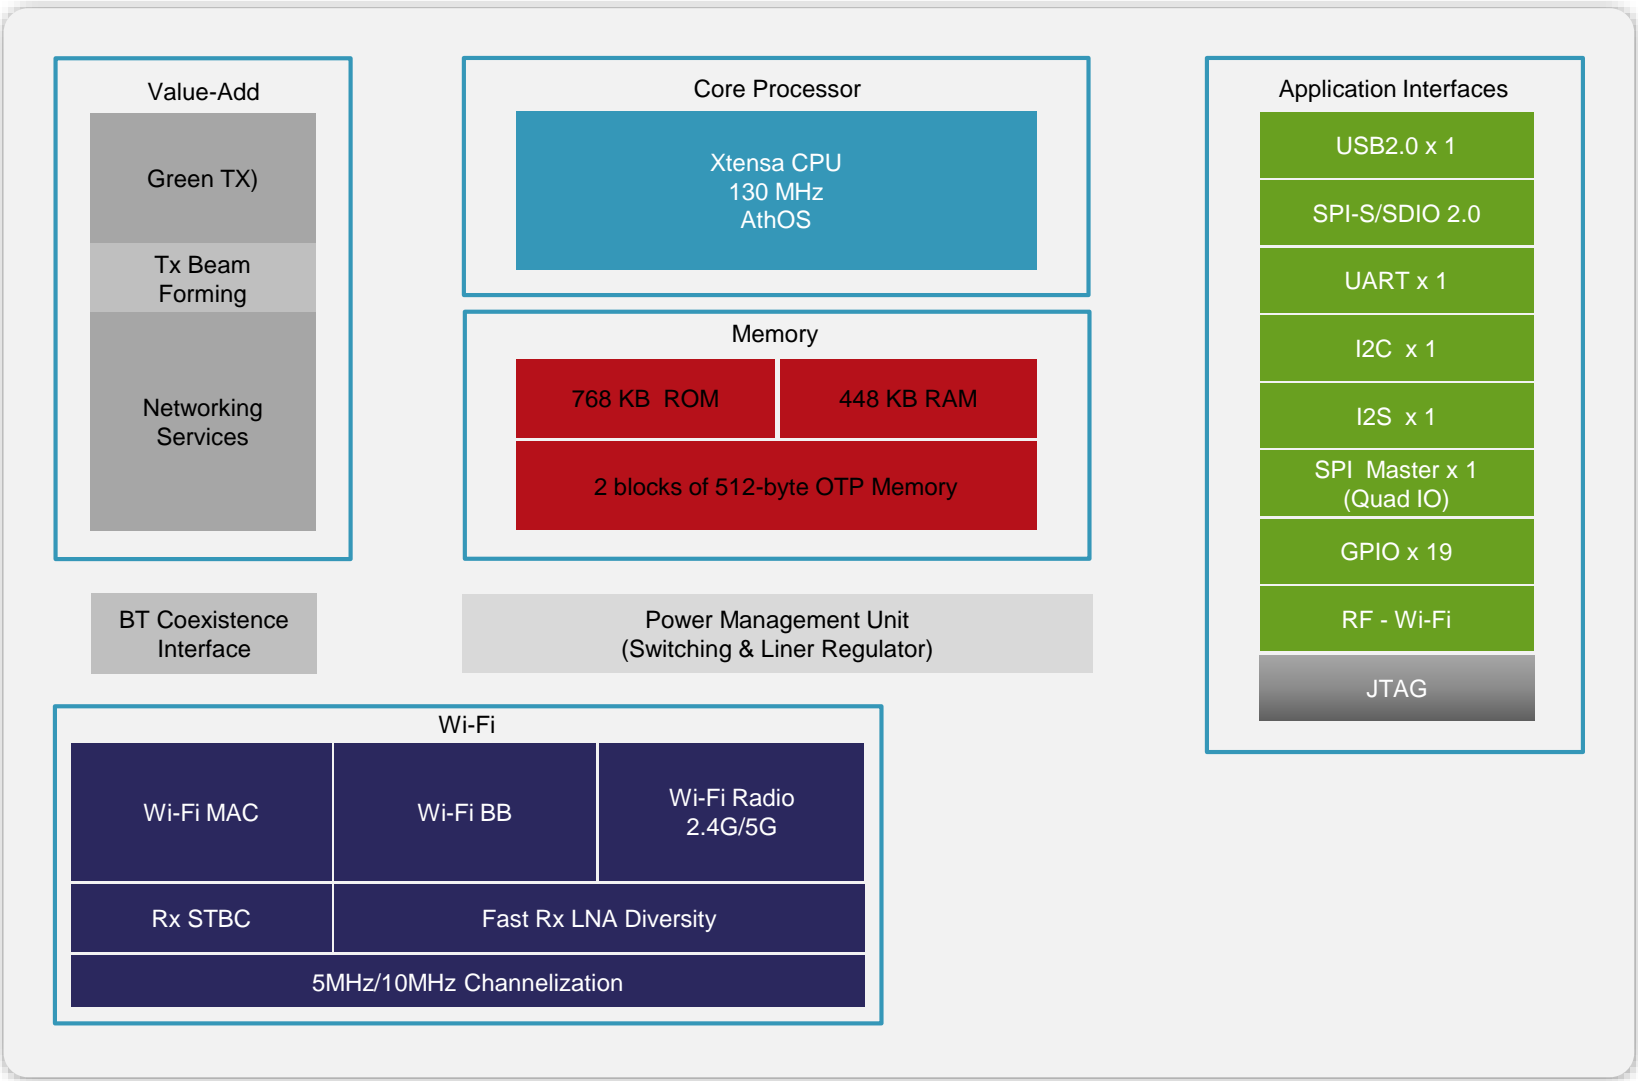 Value-Add
Green TX)
Tx Beam
Forming
Networking
Services
BT Coexistence
Interface
Core Processor
Xtensa CPU
130 MHz
AthOS
Memory
768 KB ROM
448 KB RAM
2 blocks of 512-byte OTP Memory
Power Management Unit
(Switching & Liner Regulator)
Application Interfaces
USB2.0 x 1
SPI-S/SDIO 2.0
UART x 1
I2C x 1
I2S x 1
SPI Master x 1
(Quad IO)
GPIO x 19
RF - Wi-Fi
JTAG
Wi-Fi
Wi-Fi MAC
Wi-Fi BB
Wi-Fi Radio
2.4G/5G
Rx STBC
Fast Rx LNA Diversity
5MHz/10MHz Channelization